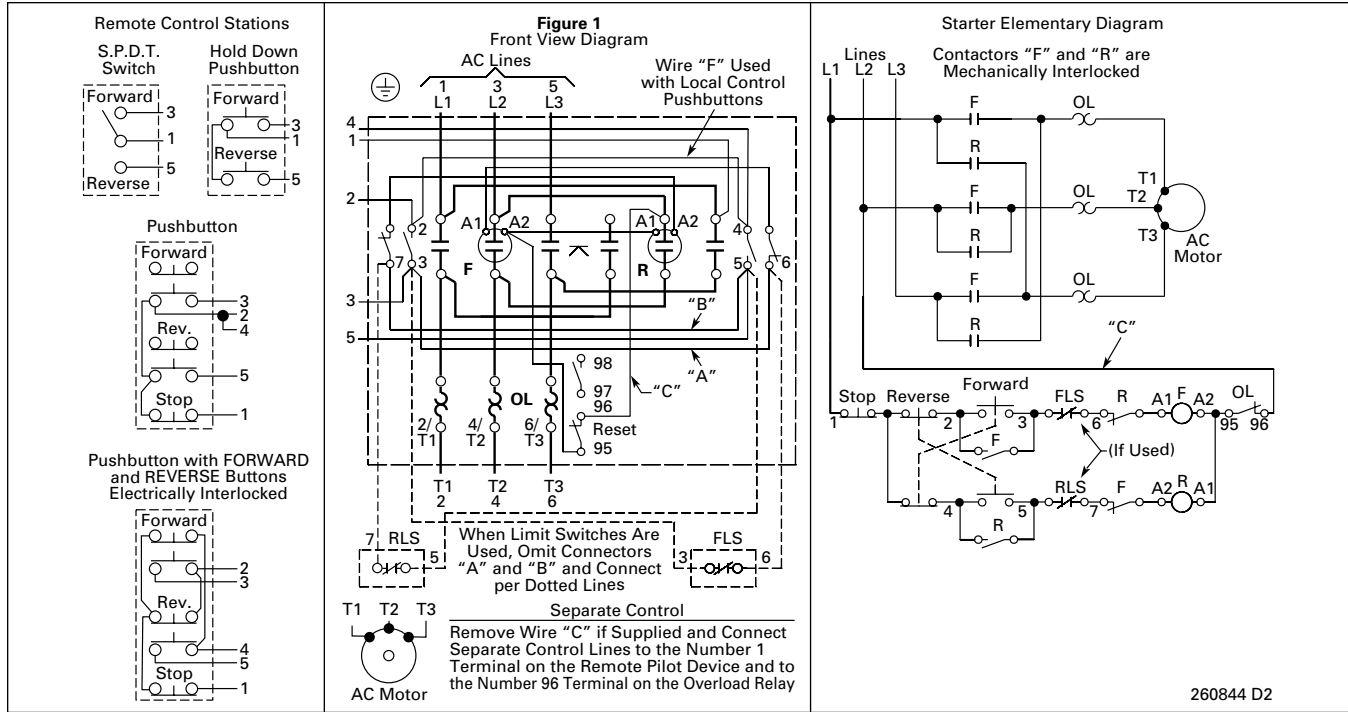 Remote Control Stations
S.P.D.T.
Switch
Forward
3
1
5
Reverse
Hold Down
Pushbutton
Forward
3
1
Reverse
5
Pushbutton
Forward
3
2
4
Rev.
5
Stop
1
Pushbutton with FORWARD
and REVERSE Buttons
Electrically Interlocked
Forward
2
3
Rev.
4
5
Stop
1
Figure 1
Front View Diagram
AC Lines
1 3 5
L1 L2 L3
Wire “F” Used
with Local Control
Pushbuttons
4
1
2
2 A1 A2 A1 A2 4
7 3 F R 5 6
3
“B”
5
“A”
98
“C”
97
OL 96
2/ 4/ 6/ Reset
T1 T2 T3 95
T1 T2 T3
2 4 6
7 RLS 5
When Limit Switches Are
Used, Omit Connectors
“A” and “B” and Connect
per Dotted Lines
FLS
3 6
T1 T2 T3
AC Motor
Separate Control
Remove Wire “C” if Supplied and Connect
Separate Control Lines to the Number 1
Terminal on the Remote Pilot Device and to
the Number 96 Terminal on the Overload Relay
Starter Elementary Diagram
Lines
L1 L2 L3
Contactors “F” and “R” are
Mechanically Interlocked
F OL
R
T1
F OL T2
R
T3
AC
Motor
F OL
R
“C”
Stop Reverse Forward FLS R A1 F A2 OL
1 2 3 6 95 96
F
(If Used)
RLS F A2 R A1
4 5 7
R
260844 D2